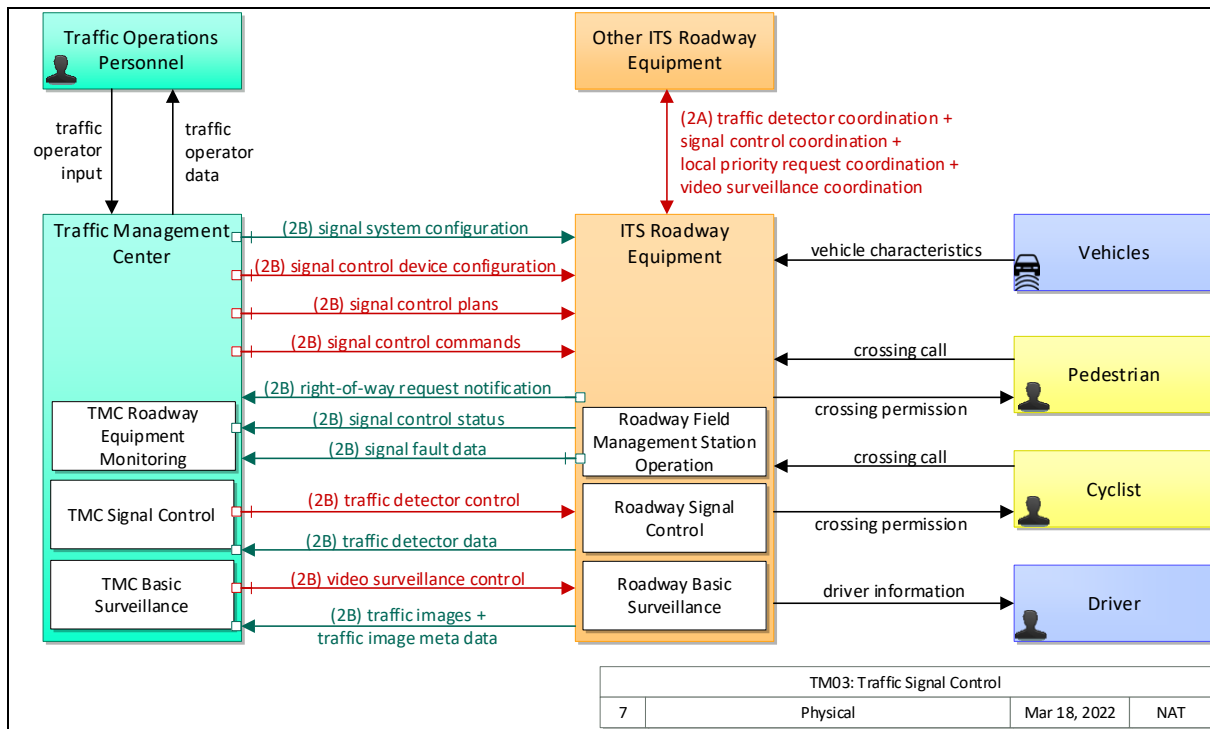 Traffic Operations
Personnel
Other ITS Roadway
Equipment
traffic
operator
input
traffic
operator
data
(2A) traffic detector coordination +
signal control coordination +
local priority request coordination +
video surveillance coordination
Traffic Management
Center
(2B) signal system configuration
(2B) signal control device configuration
(2B) signal control plans
(2B) signal control commands
(2B) right-of-way request notification
(2B) signal control status
(2B) signal fault data
(2B) traffic detector control
(2B) traffic detector data
(2B) video surveillance control
(2B) traffic images +
traffic image meta data
TMC Roadway
Equipment
Monitoring
TMC Signal Control
TMC Basic
Surveillance
ITS Roadway
Equipment
Roadway Field
Management Station
Operation
Roadway Signal
Control
Roadway Basic
Surveillance
vehicle characteristics
Vehicles
crossing call
Pedestrian
crossing permission
crossing call
Cyclist
crossing permission
driver information
Driver
TM03: Traffic Signal Control
7 Physical Mar 18, 2022 NAT